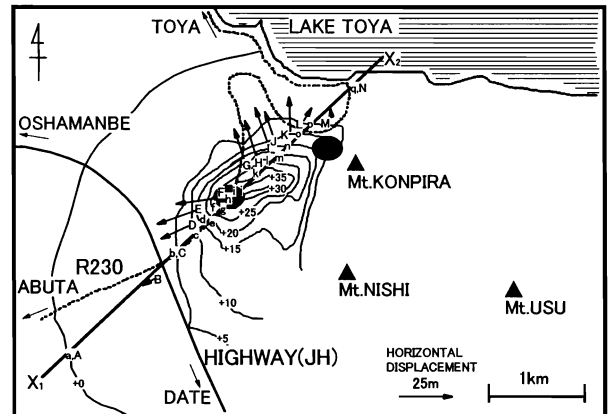 TOYA
LAKE TOYA
4
X2
q,N
OSHAMANBE
L
p
M
K
o
J
I
n
G
H
m
Mt.KONPIRA
+35
F
+30
h
E
+25
D
d
e
c
+20
+15
b,C
R230
B
Mt.NISHI
Mt.USU
ABUTA
+10
+5
HIGHWAY(JH)
HORIZONTAL
DISPLACEMENT
25m
1km
a,A
X1
+0
DATE